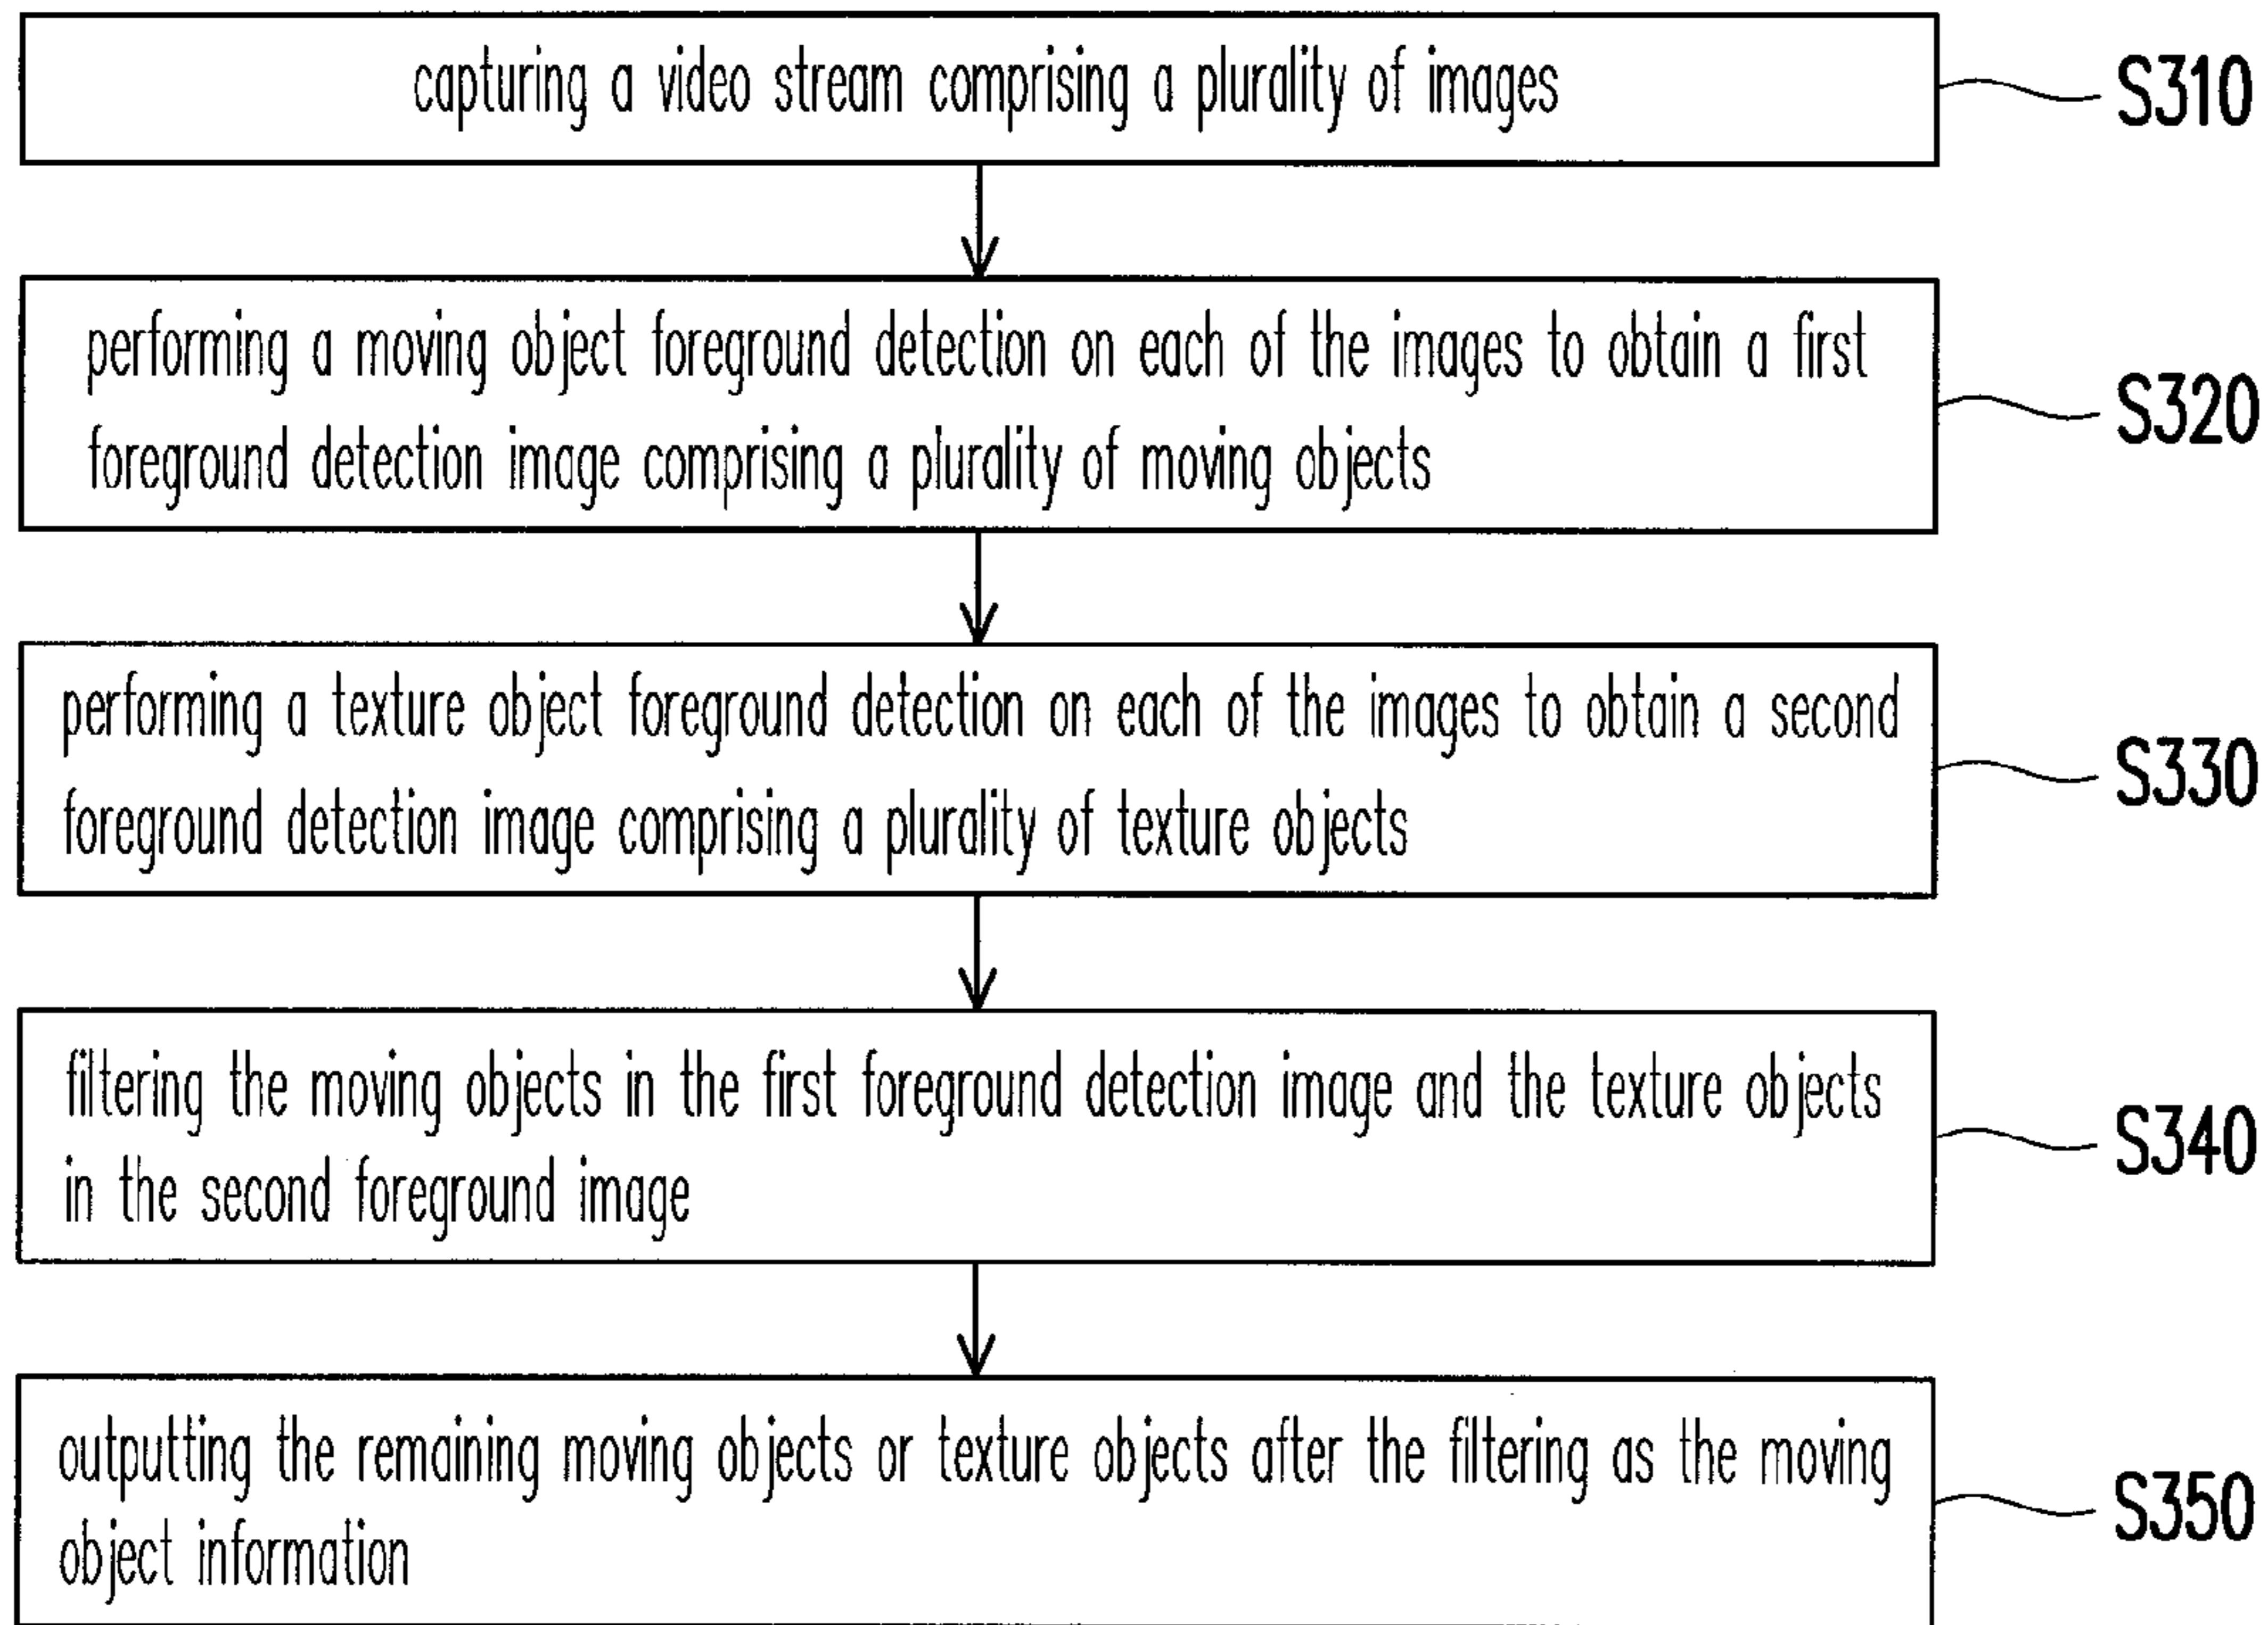 capturing a video stream comprising a plurality of images
S310
performing a moving object foreground detection on each of the images to obtain a first
foreground detection image comprising a plurality of moving objects
S320
performing a texture object foreground detection on each of the images to obtain a second
foreground detection image comprising a plurality of texture objects
S330
filtering the moving objects in the first foreground detection image and the texture objects
in the second foreground image
S340
outputting the remaining moving objects or texture objects after the filtering as the moving
object information
S350